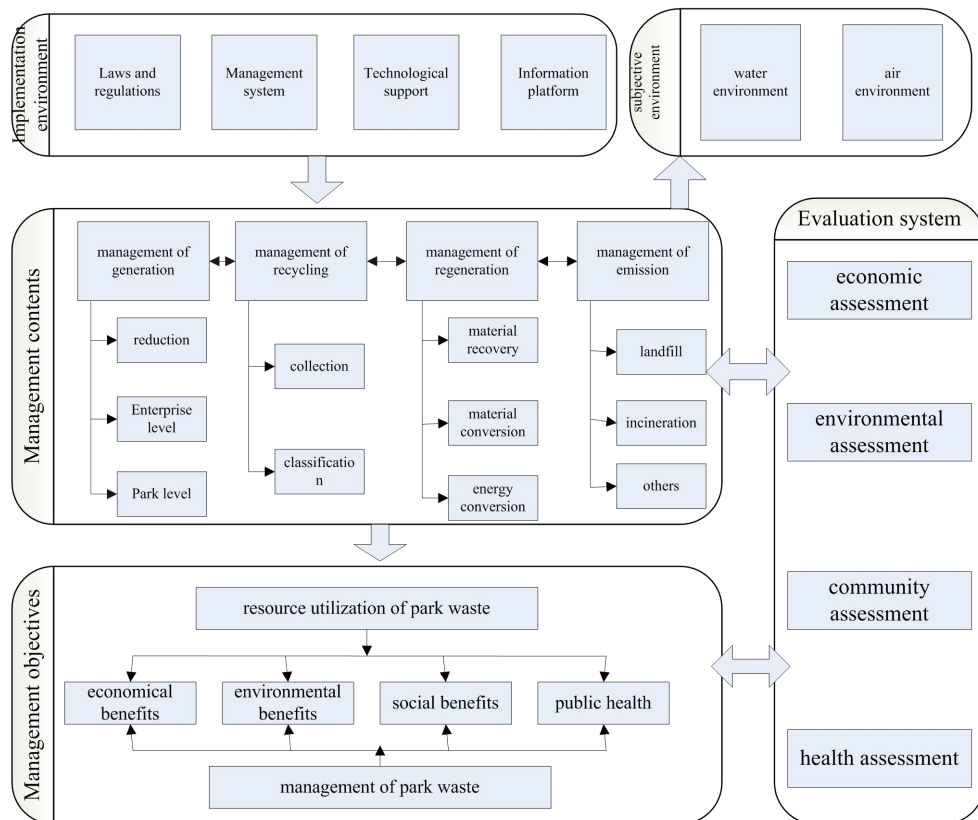 Implementation
environment
Laws and
regulations
Management
system
Technological
support
Information
platform
subjective
environment
water
environment
air
environment
Management contents
management of
generation
management of
recycling
management of
regeneration
management of
emission
reduction
Enterprise
level
Park level
collection
classificatio
n
material
recovery
material
conversion
energy
conversion
landfill
incineration
others
Evaluation system
economic
assessment
environmental
assessment
community
assessment
health assessment
Management objectives
resource utilization of park waste
economical
benefits
environmental
benefits
social benefits
public health
management of park waste